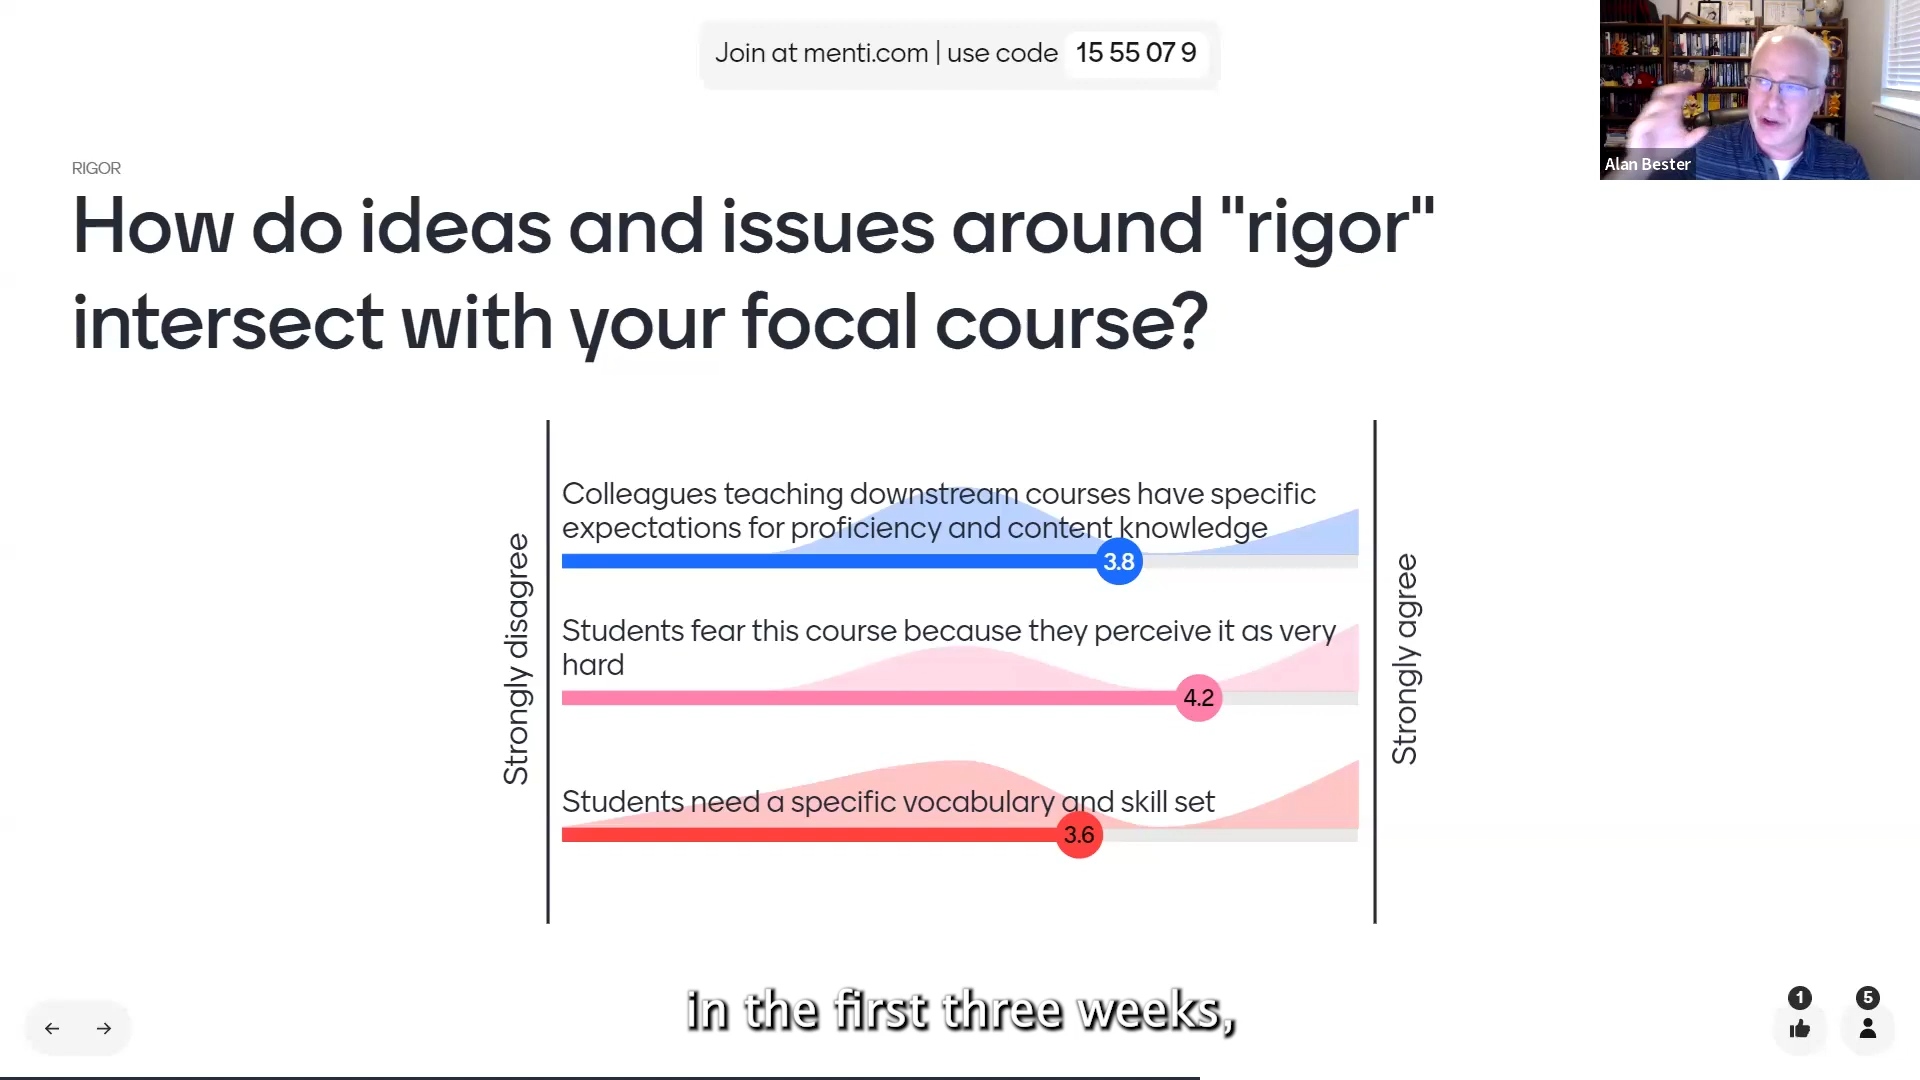 Join at menti.com | use code 15 55 07 9
Alan Bester
RIGOR
How do ideas and issues around "rigor"
intersect with your focal course?
Strongly disagree
Colleagues teaching downstream courses have specific
expectations for proficiency and content knowledge
3.8
Students fear this course because they perceive it as very
hard
4.2
Students need a specific vocabulary and skill set
3.6
Strongly agree
in the first three weeks,
1
5